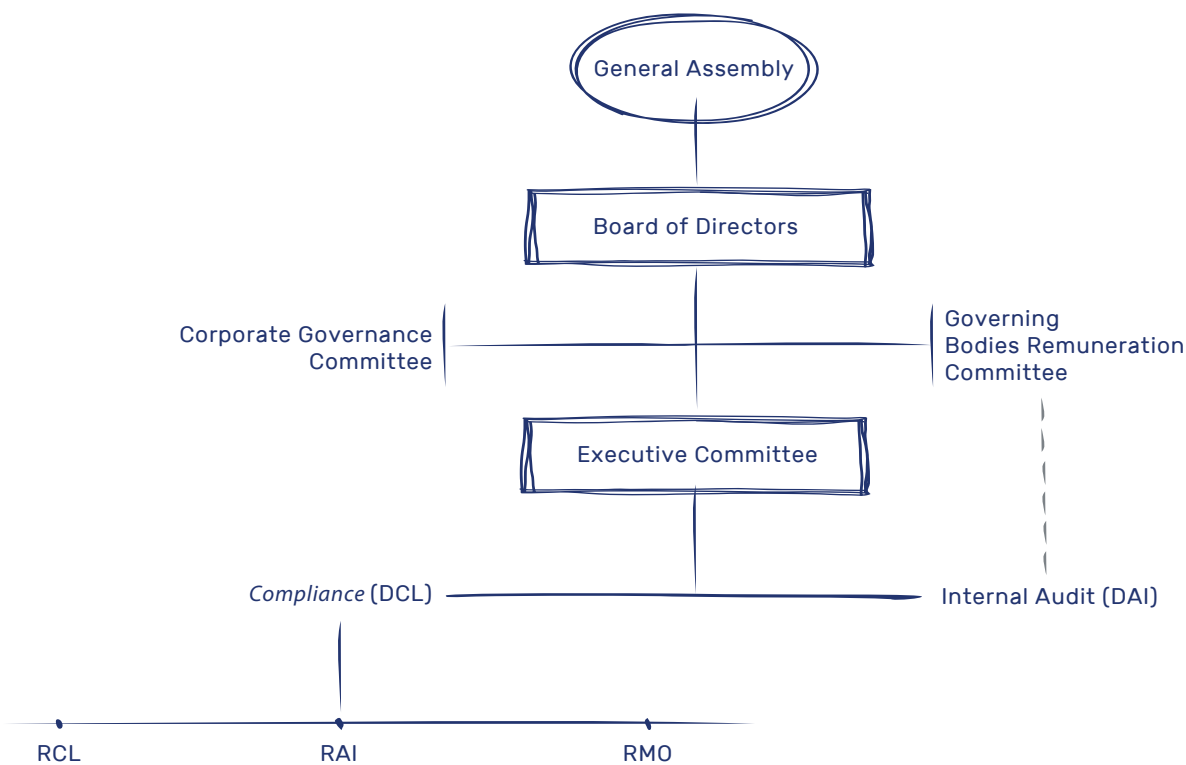 General Assembly
Board of Directors
Corporate Governance
Committee
Governing
Bodies Remuneration
Committee
Executive Committee
Compliance (DCL)
Internal Audit (DAI)
RCL
RAI
RMO